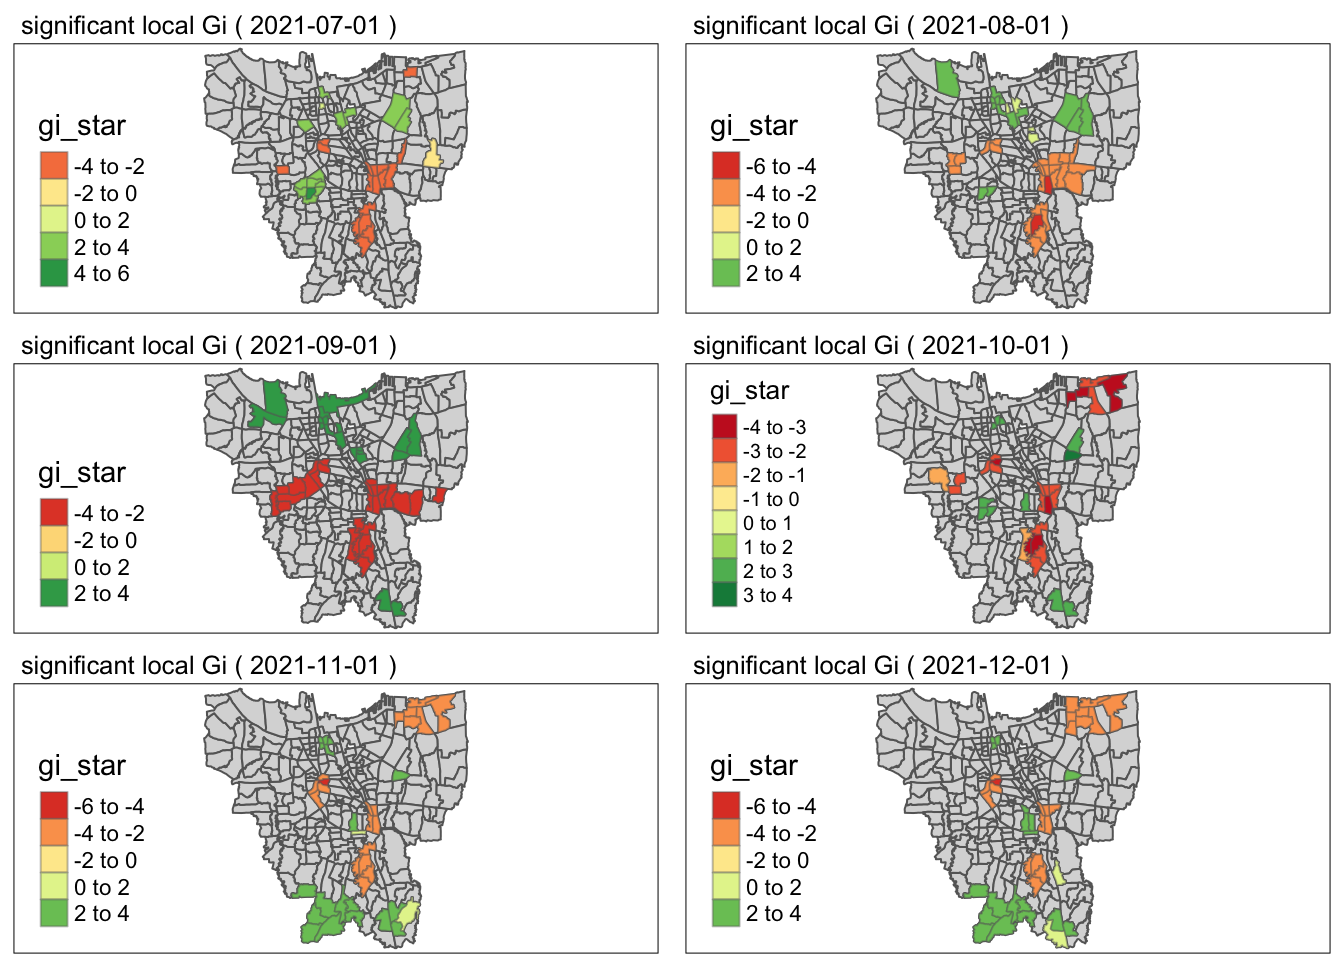 significant local Gi ( 2021-07-01 )
gi_star
-4 to -2
-2 to 0
0 to 2
2 to 4
4 to 6
significant local Gi ( 2021-08-01 )
gi_star
-6 to -4
-4 to -2
-2 to 0
0 to 2
2 to 4
significant local Gi ( 2021-09-01 )
gi_star
-4 to -2
-2 to 0
0 to 2
2 to 4
significant local Gi ( 2021-10-01 )
gi_star
-4 to -3
-3 to -2
-2 to -1
-1 to 0
0 to 1
1 to 2
2 to 3
3 to 4
significant local Gi ( 2021-11-01 )
gi_star
-6 to -4
-4 to -2
-2 to 0
0 to 2
2 to 4
significant local Gi ( 2021-12-01 )
gi_star
-6 to -4
-4 to -2
-2 to 0
0 to 2
2 to 4